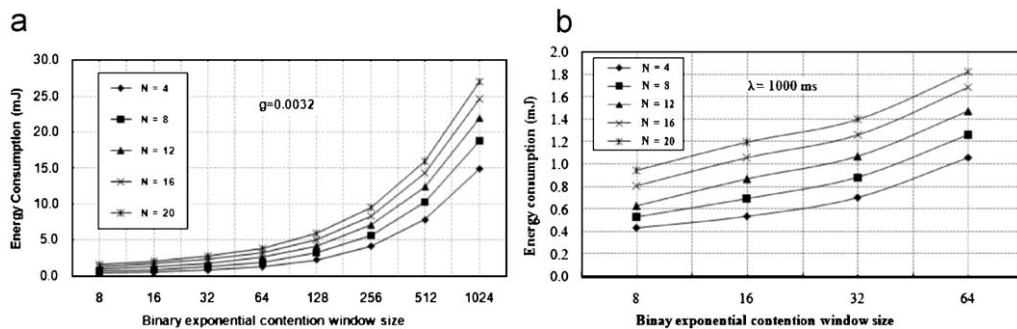 a
30.0
25.0
20.0
15.0
10.0
5.0
0.0
Energy Consumption (mJ)
N = 4
N = 8
N = 12
N = 16
N = 20
g=0.0032
8 16 32 64 128 256 512 1024
Binary exponential contention window size
b
2.0
1.8
1.6
1.4
1.2
1.0
0.8
0.6
0.4
0.2
0.0
Energy consumption (mJ)
N = 4
N = 8
N = 12
N = 16
N = 20
λ= 1000 ms
8 16 32 64
Binay exponential contention window size